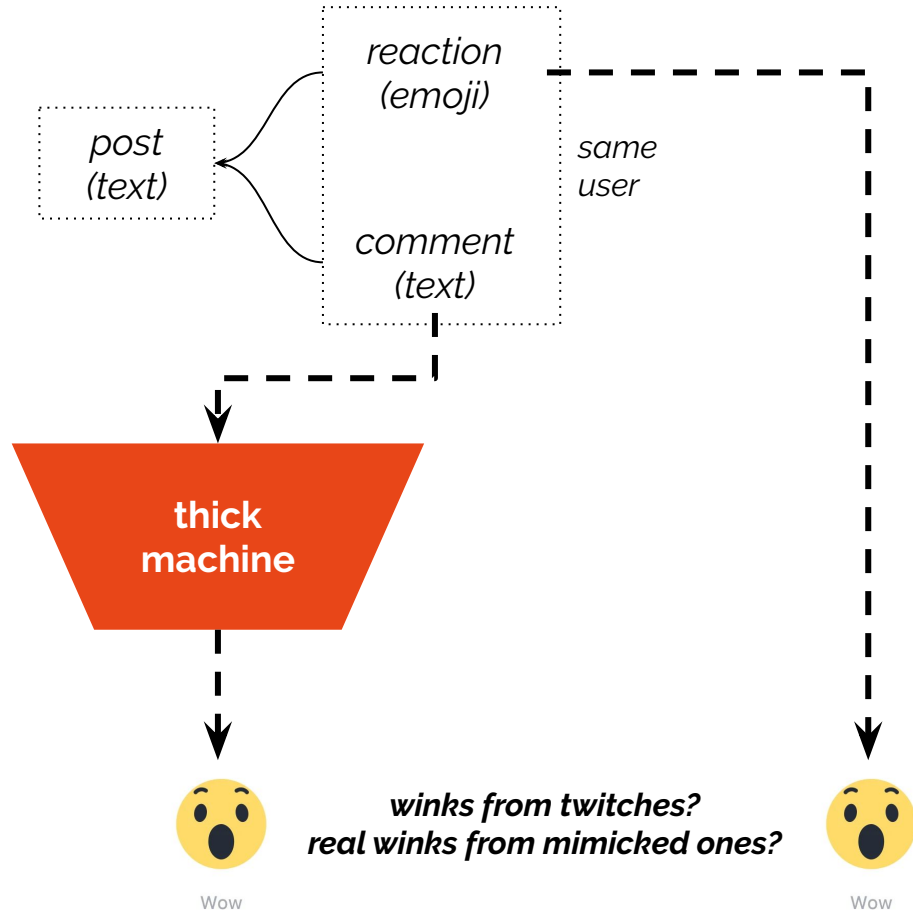 reaction
(emoji)
post
(text)
same
user
comment
(text)
thick
machine
winks from twitches?
real winks from mimicked ones?
Wow
Wow